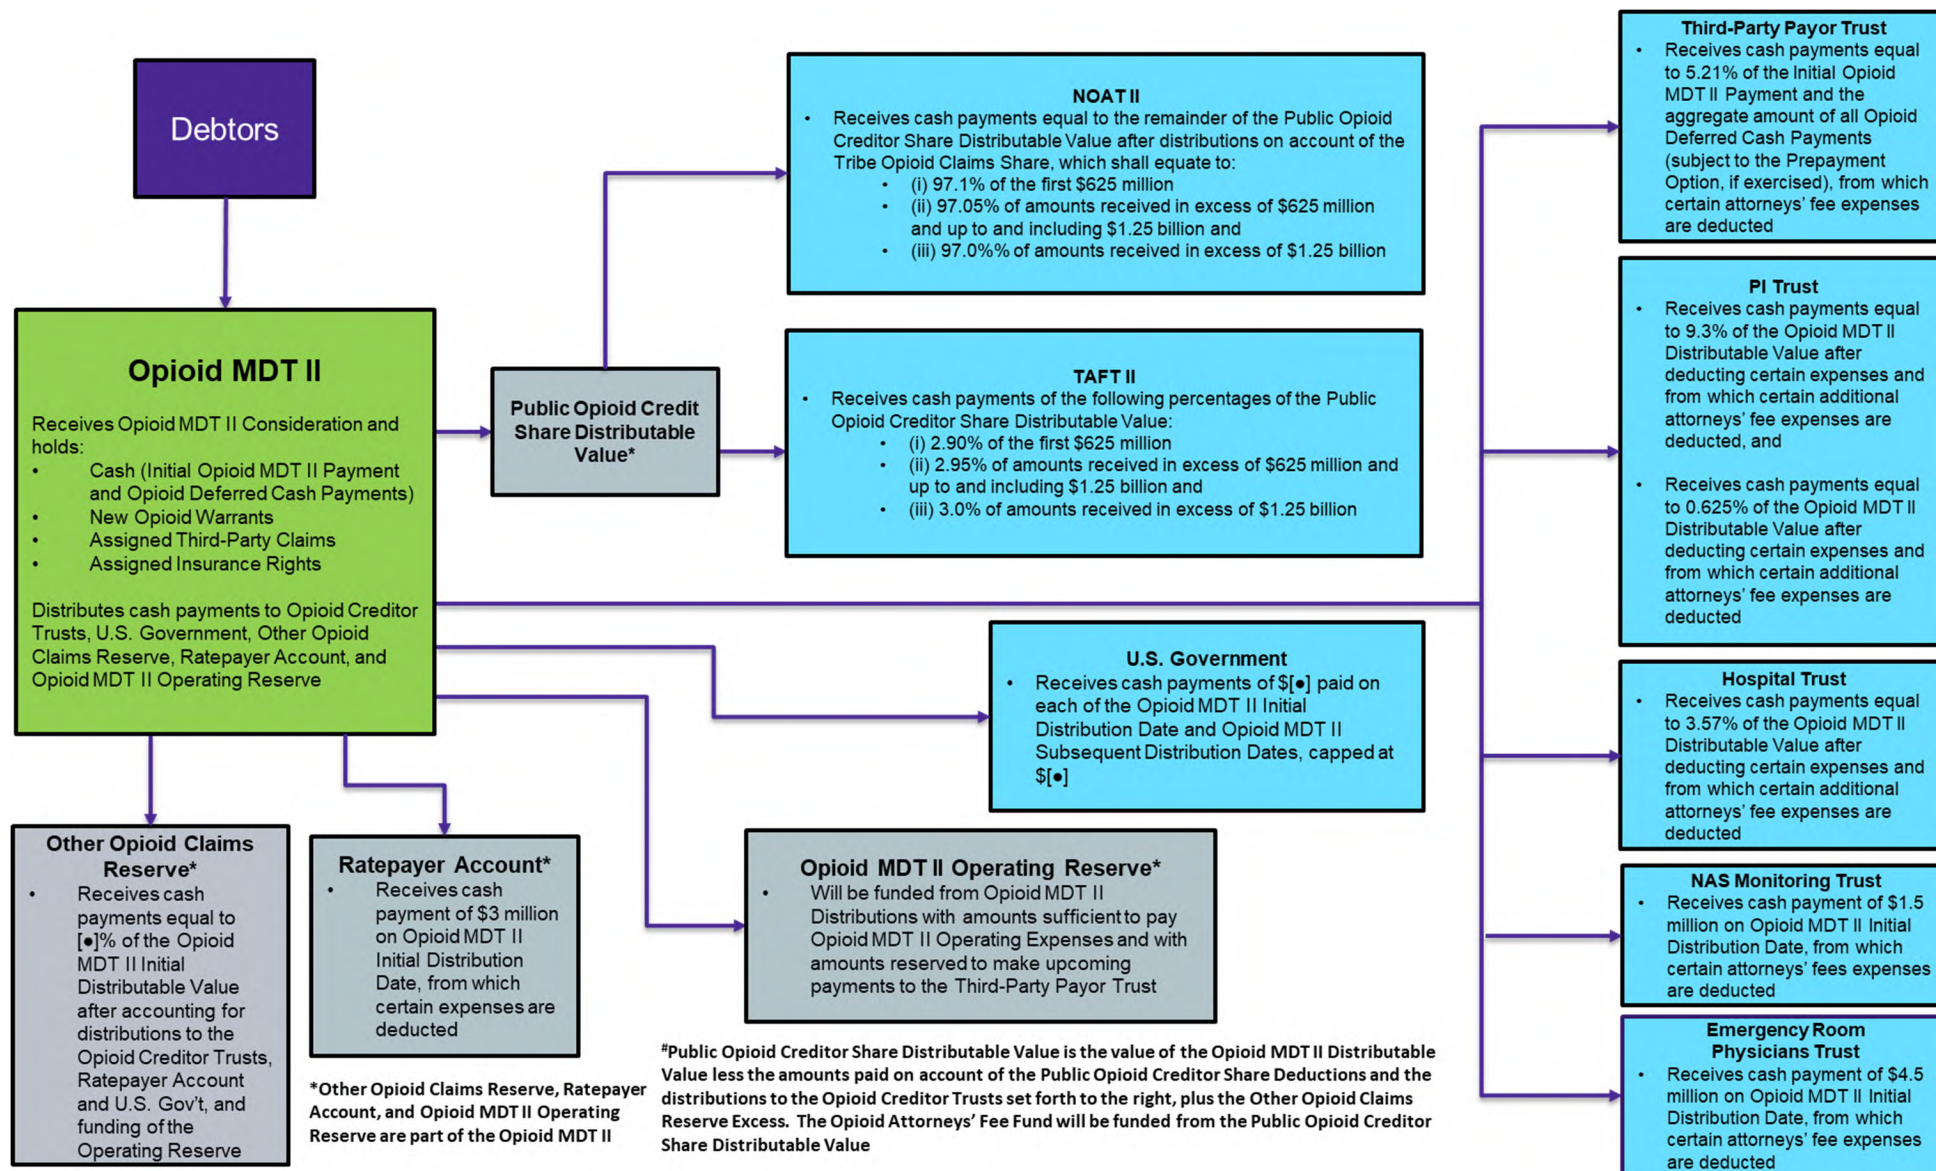 Debtors
Opioid MDT II
Receives Opioid MDT II Consideration and
holds:
• Cash (Initial Opioid MDT II Payment
and Opioid Deferred Cash Payments)
• New Opioid Warrants
• Assigned Third-Party Claims
• Assigned Insurance Rights
Distributes cash payments to Opioid Creditor
Trusts, U.S. Government, Other Opioid
Claims Reserve, Ratepayer Account, and
Opioid MDT II Operating Reserve
Public Opioid Credit
Share Distributable
Value*
NOAT II
• Receives cash payments equal to the remainder of the Public Opioid
Creditor Share Distributable Value after distributions on account of the
Tribe Opioid Claims Share, which shall equate to:
• (i) 97.1% of the first $625 million
• (ii) 97.05% of amounts received in excess of $625 million
and up to and including $1.25 billion and
• (iii) 97.0%% of amounts received in excess of $1.25 billion
TAFT II
• Receives cash payments of the following percentages of the Public
Opioid Creditor Share Distributable Value:
• (i) 2.90% of the first $625 million
• (ii) 2.95% of amounts received in excess of $625 million and
up to and including $1.25 billion and
• (iii) 3.0% of amounts received in excess of $1.25 billion
U.S. Government
• Receives cash payments of $[●] paid on
each of the Opioid MDT II Initial
Distribution Date and Opioid MDT II
Subsequent Distribution Dates, capped at
$[●]
Third-Party Payor Trust
• Receives cash payments equal
to 5.21% of the Initial Opioid
MDT II Payment and the
aggregate amount of all Opioid
Deferred Cash Payments
(subject to the Prepayment
Option, if exercised), from which
certain attorneys' fee expenses
are deducted
PI Trust
• Receives cash payments equal
to 9.3% of the Opioid MDT II
Distributable Value after
deducting certain expenses and
from which certain additional
attorneys' fee expenses are
deducted, and
• Receives cash payments equal
to 0.625% of the Opioid MDT II
Distributable Value after
deducting certain expenses and
from which certain additional
attorneys' fee expenses are
deducted
Hospital Trust
• Receives cash payments equal
to 3.57% of the Opioid MDT II
Distributable Value after
deducting certain expenses and
from which certain additional
attorneys' fee expenses are
deducted
NAS Monitoring Trust
• Receives cash payment of $1.5
million on Opioid MDT II Initial
Distribution Date, from which
certain attorneys' fees expenses
are deducted
Emergency Room
Physicians Trust
• Receives cash payment of $4.5
million on Opioid MDT II Initial
Distribution Date, from which
certain attorneys' fee expenses
are deducted
Other Opioid Claims
Reserve*
• Receives cash
payments equal to
[●]% of the Opioid
MDT II Initial
Distributable Value
after accounting for
distributions to the
Opioid Creditor Trusts,
Ratepayer Account
and U.S. Gov't, and
funding of the
Operating Reserve
Ratepayer Account*
• Receives cash
payment of $3 million
on Opioid MDT II
Initial Distribution
Date, from which
certain expenses are
deducted
Opioid MDT II Operating Reserve*
• Will be funded from Opioid MDT II
Distributions with amounts sufficient to pay
Opioid MDT II Operating Expenses and with
amounts reserved to make upcoming
payments to the Third-Party Payor Trust
*Other Opioid Claims Reserve, Ratepayer
Account, and Opioid MDT II Operating
Reserve are part of the Opioid MDT II
#Public Opioid Creditor Share Distributable Value is the value of the Opioid MDT II Distributable
Value less the amounts paid on account of the Public Opioid Creditor Share Deductions and the
distributions to the Opioid Creditor Trusts set forth to the right, plus the Other Opioid Claims
Reserve Excess. The Opioid Attorneys' Fee Fund will be funded from the Public Opioid Creditor
Share Distributable Value